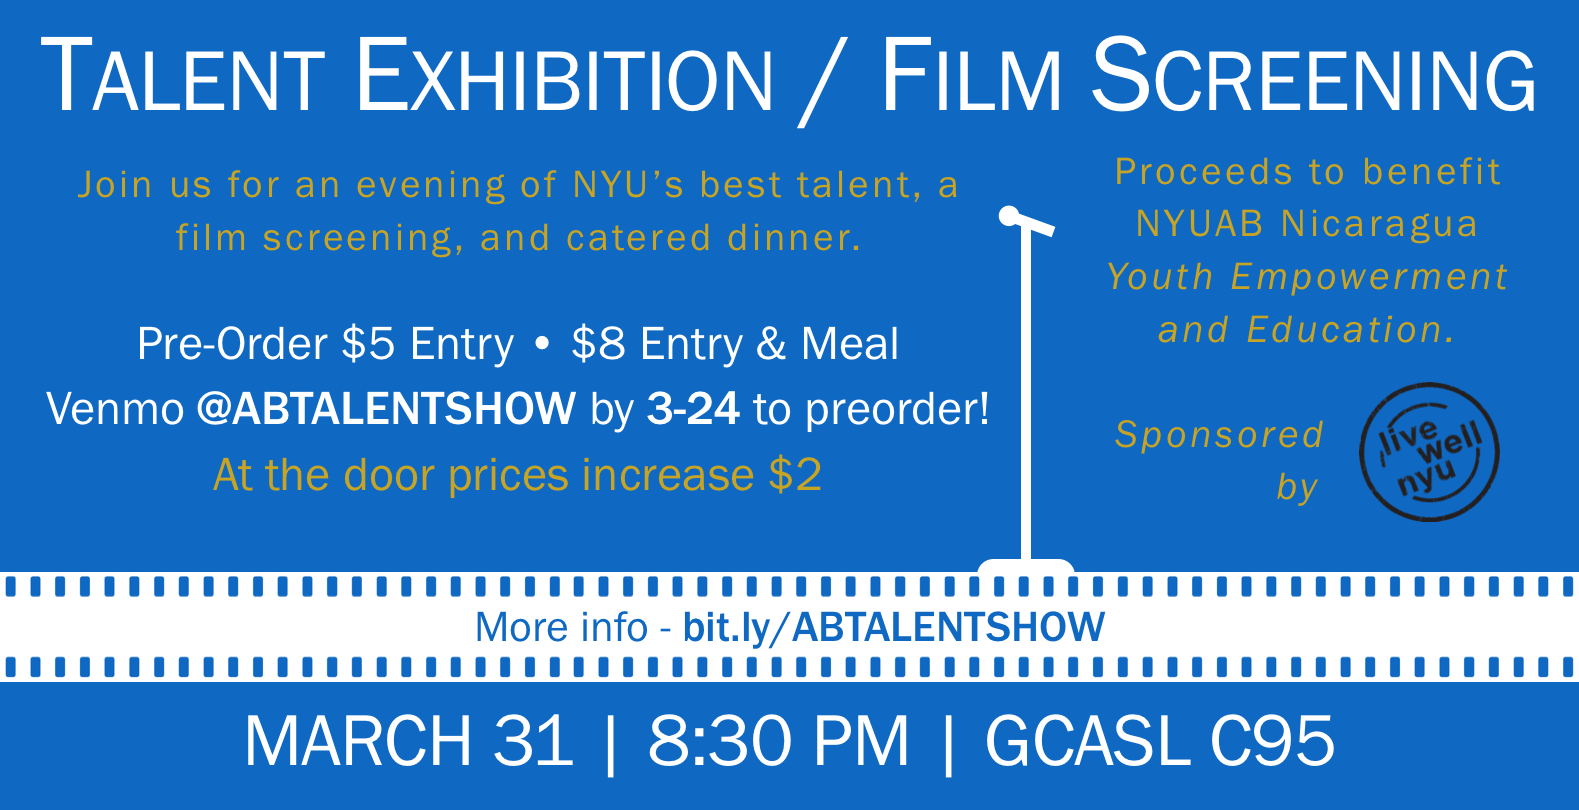 TALENT EXHIBITION / FILM SCREENING
Join us for an evening of NYU's best talent, a
film screening, and catered dinner.
Pre-Order $5 Entry • $8 Entry & Meal
Venmo @ABTALENTSHOW by 3-24 to preorder!
At the door prices increase $2
Proceeds to benefit
NYUAB Nicaragua
Youth Empowerment
and Education.
Sponsored
by
live
well
nyu
More info - bit.ly/ABTALENTSHOW
MARCH 31 | 8:30 PM | GCASL C95